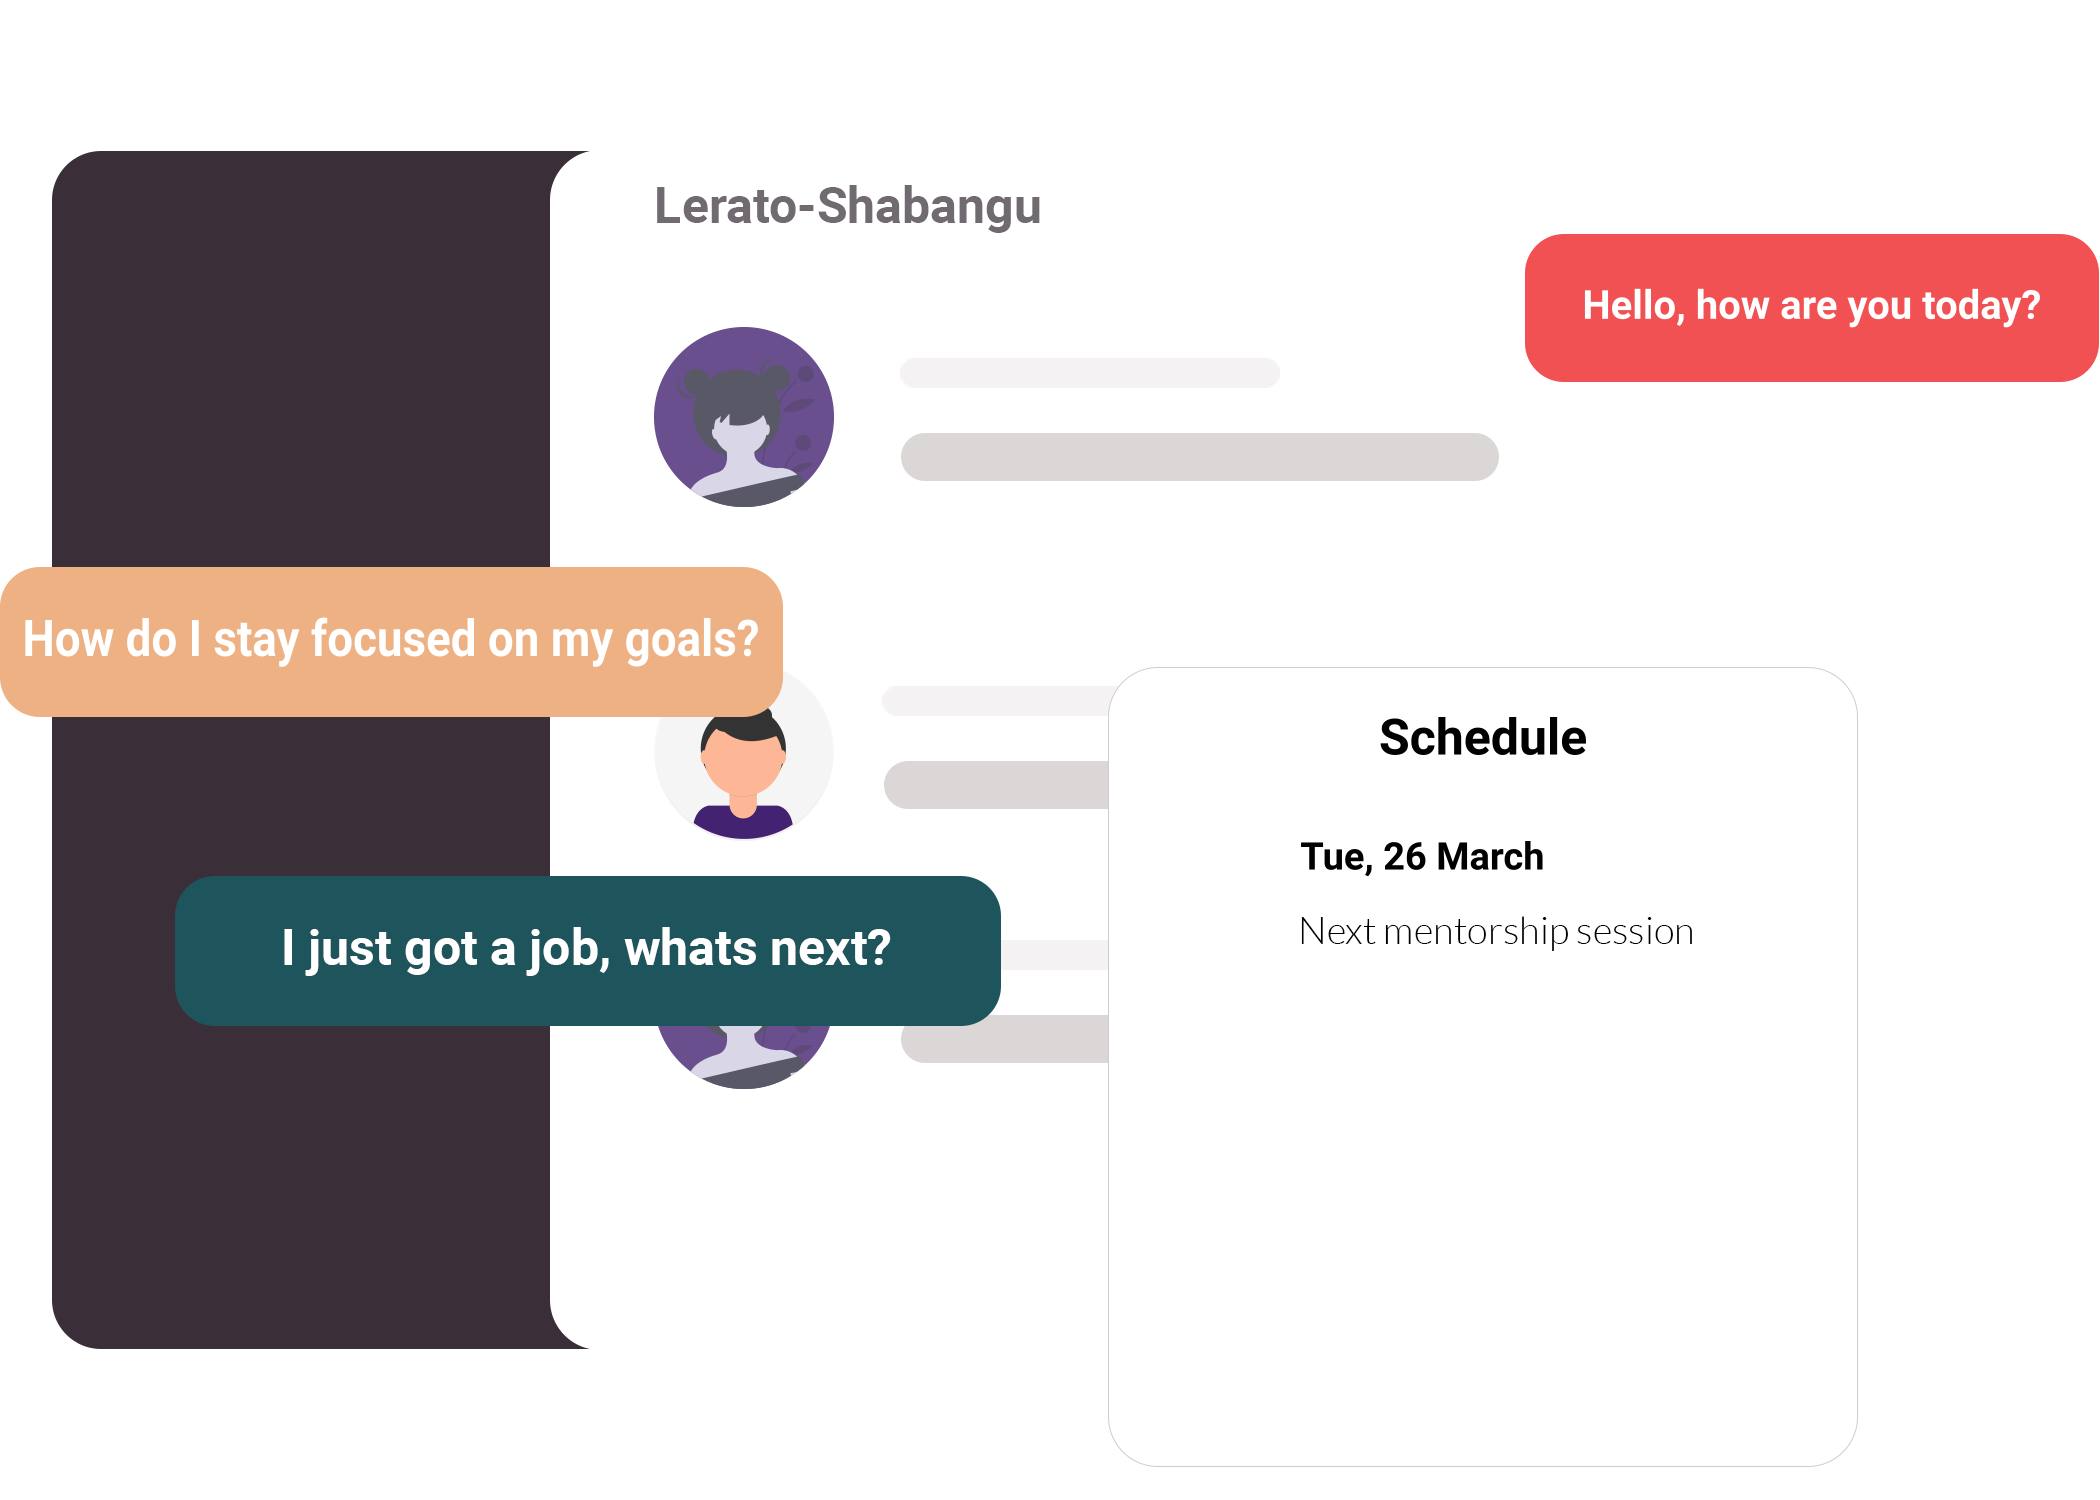 Lerato-Shabangu
Hello, how are you today?
How do I stay focused on my goals?
I just got a job, whats next?
Schedule
Tue, 26 March
Next mentorship session